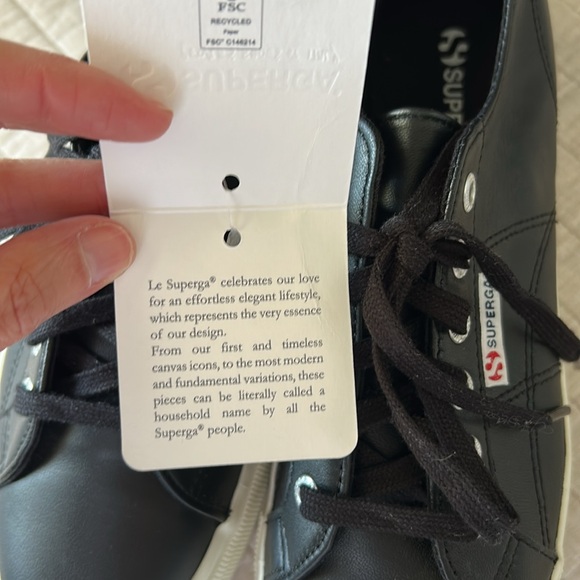 FSC
RECYCLED
Paper
FSC® C148214
SUPERGA
Le Superga® celebrates our love
for an effortless elegant lifestyle,
which represents the very essence
of our design.
From our first and timeless
canvas icons, to the most modern
and fundamental variations, these
pieces can be literally called a
household name by all the
Superga® people.
SUPERGA